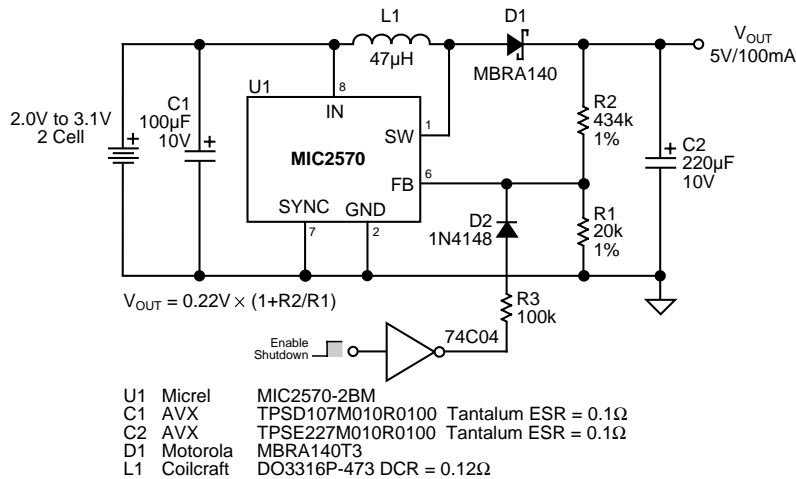 L1
47µH
D1
MBRA140
VOUT
5V/100mA
U1
8
IN
2.0V to 3.1V
2 Cell
+
C1
100µF
10V
+
SW
1
MIC2570
FB
6
SYNC
GND
7
2
R2
434k
1%
C2
220µF
10V
+
D2
1N4148
R1
20k
1%
VOUT = 0.22V × (1+R2/R1)
R3
100k
Enable
Shutdown
74C04
U1 Micrel MIC2570-2BM
C1 AVX TPSD107M010R0100 Tantalum ESR = 0.1Ω
C2 AVX TPSE227M010R0100 Tantalum ESR = 0.1Ω
D1 Motorola MBRA140T3
L1 Coilcraft DO3316P-473 DCR = 0.12Ω